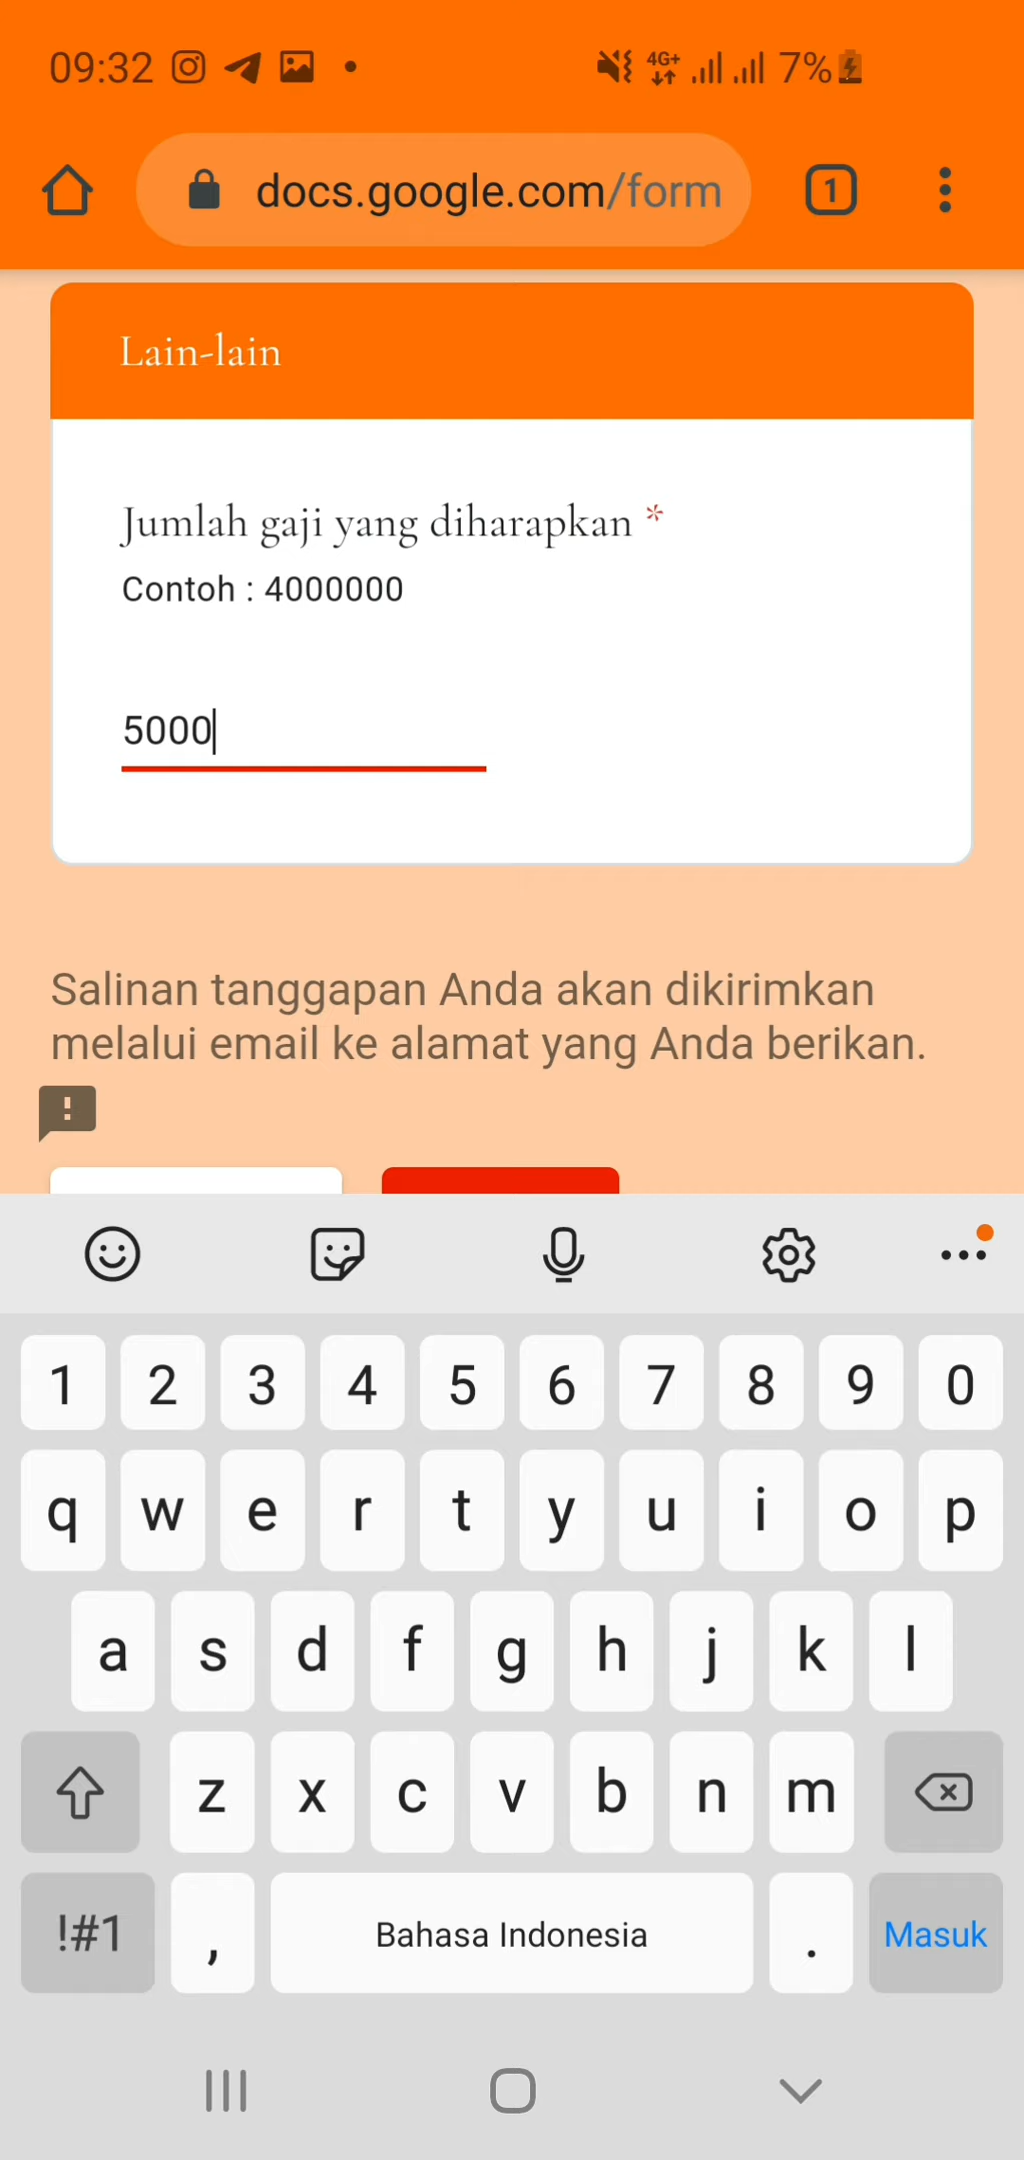 09:32 4G+ 7%
docs.google.com/form 1
Lain-lain
Jumlah gaji yang diharapkan *
Contoh : 4000000
5000
Salinan tanggapan Anda akan dikirimkan
melalui email ke alamat yang Anda berikan.
!
1 2 3 4 5 6 7 8 9 0
q w e r t y u i o p
a s d f g h j k l
z x c v b n m
!#1 , Bahasa Indonesia . Masuk